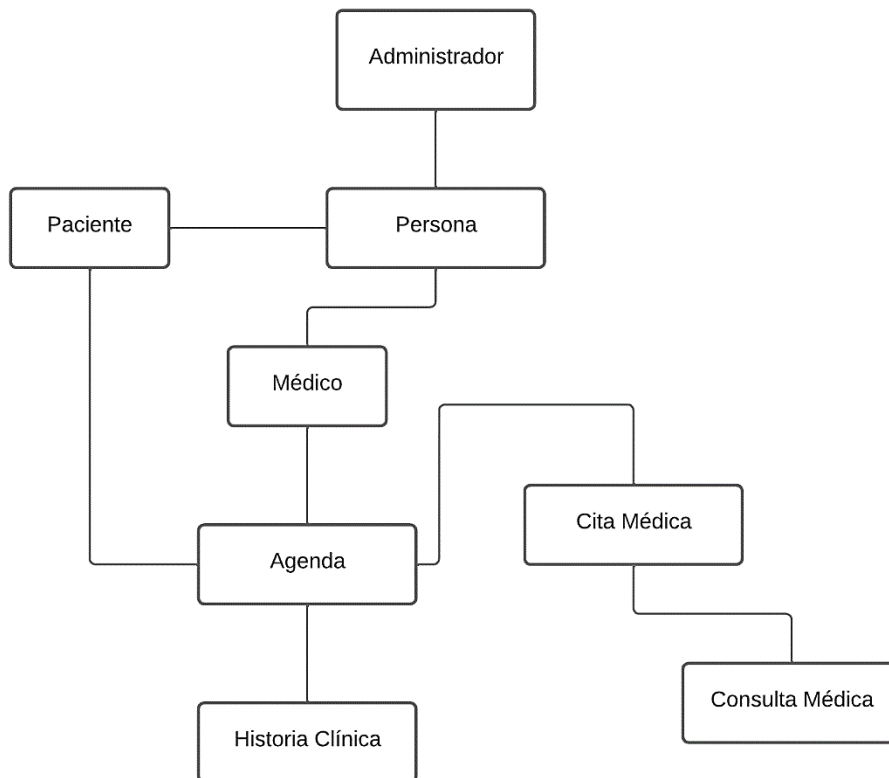 Administrador
Paciente
Persona
Médico
Cita Médica
Agenda
Consulta Médica
Historia Clínica